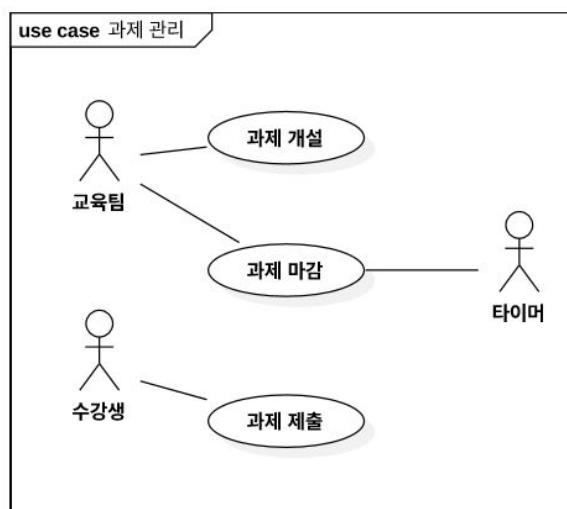 use case 과제 관리
과제 개설
교육팀
과제 마감
타이머
수강생
과제 제출